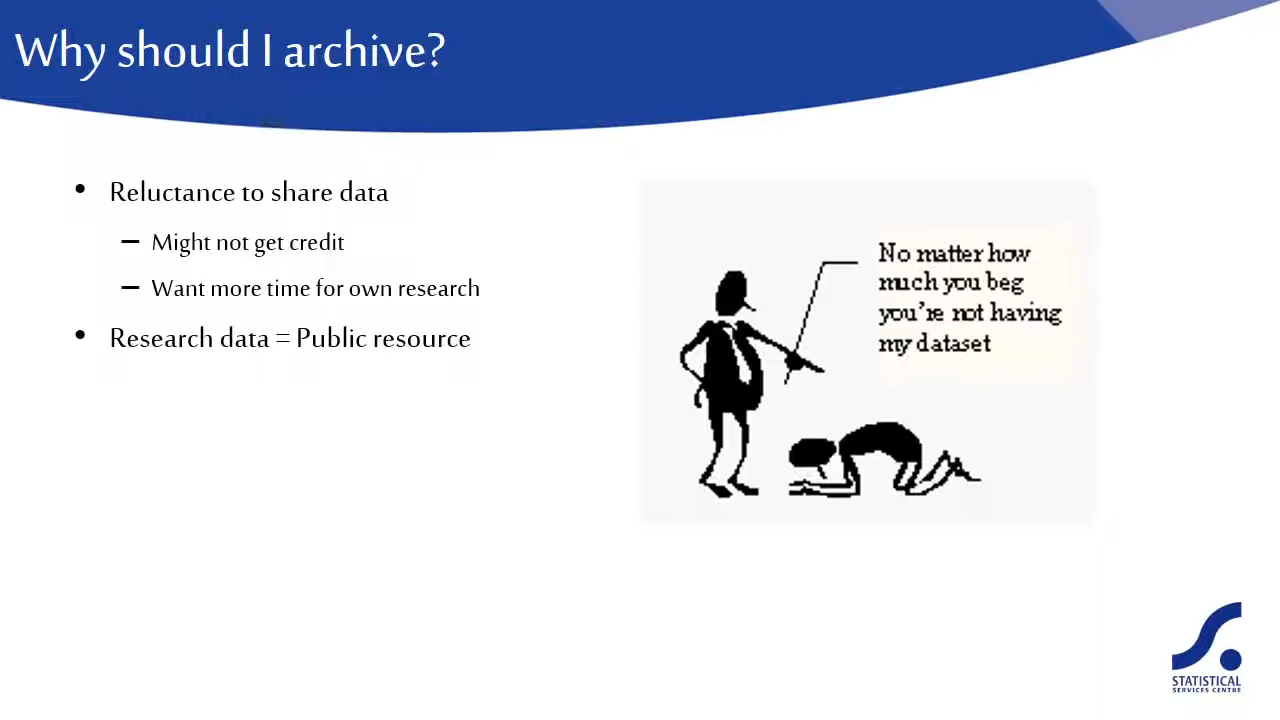 Why should I archive?
• Reluctance to share data
– Might not get credit
– Want more time for own research
• Research data = Public resource
No matter how
much you beg
you're not having
my dataset
STATISTICAL
SERVICES CENTRE